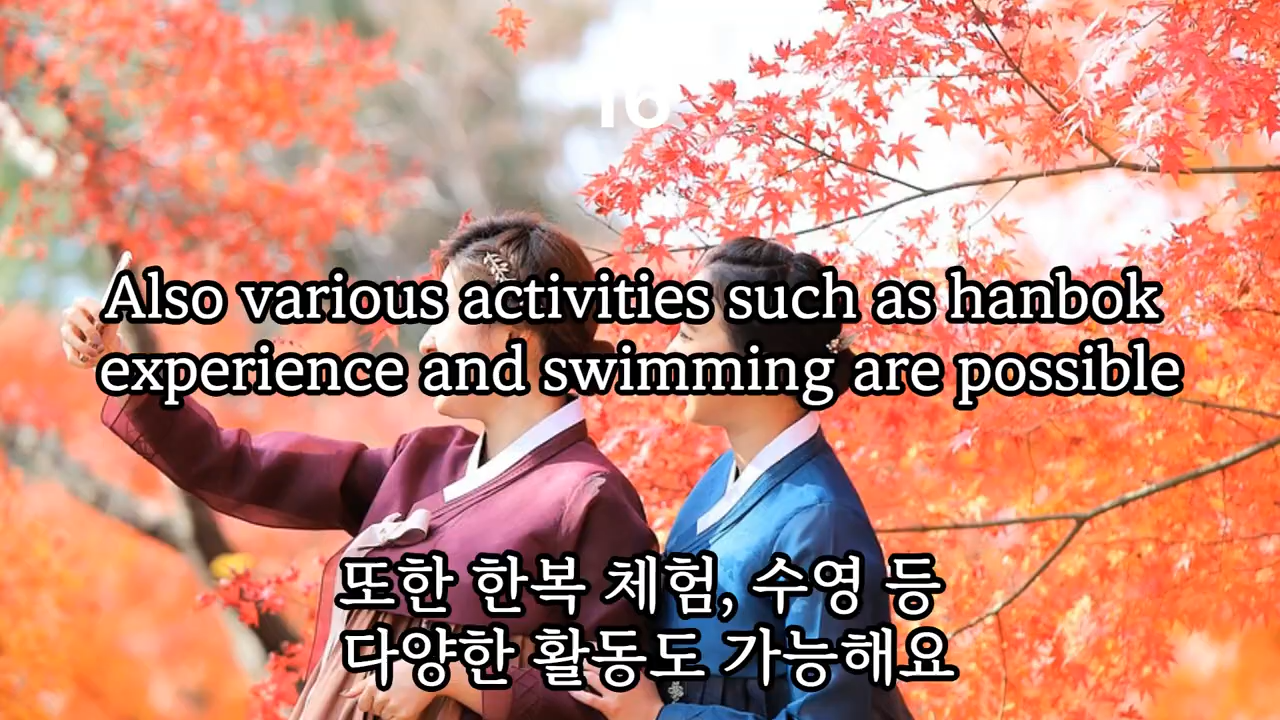 16
Also various activities such as hanbok
experience and swimming are possible
또한 한복 체험, 수영 등
다양한 활동도 가능해요